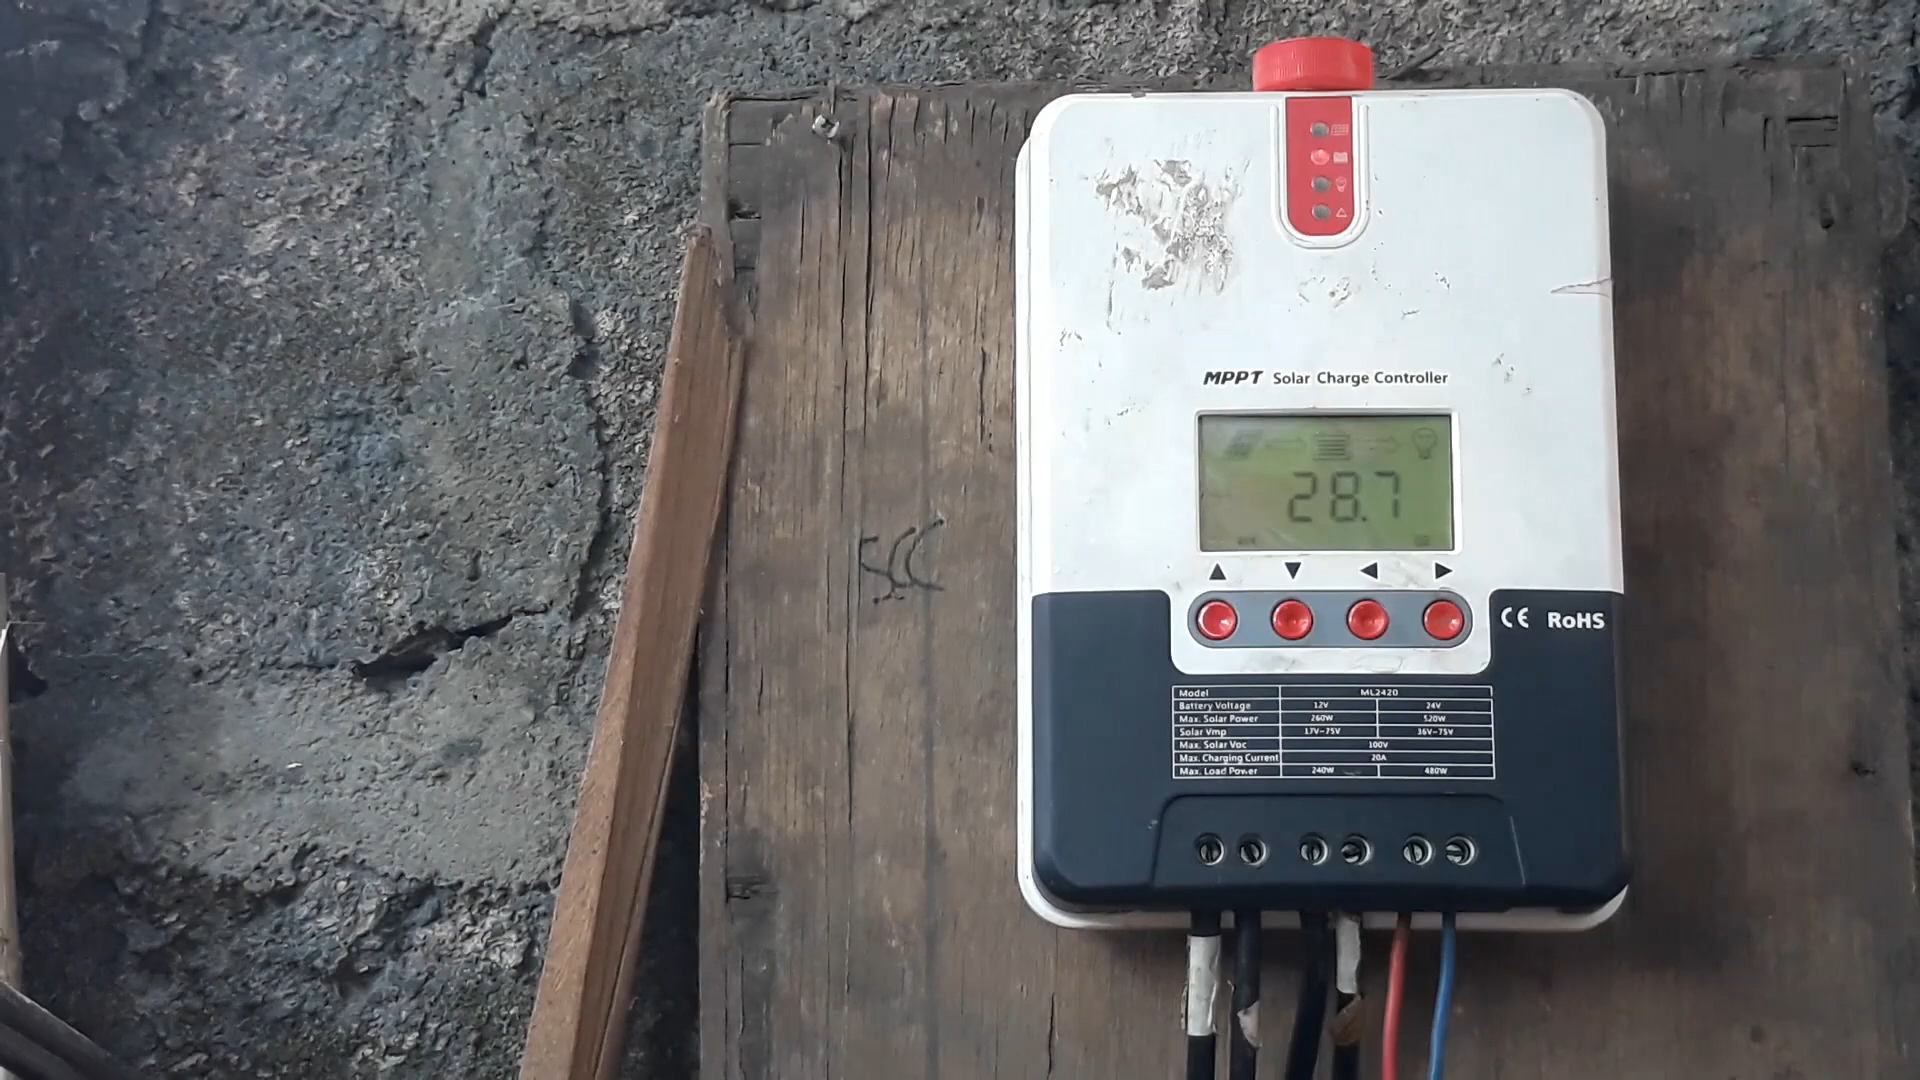 MPPT Solar Charge Controller
28.7
SCC
CE RoHS
Model ML2420
Battery Voltage 12V 24V
Max. Solar Power 260W 520W
Solar Vmp 17V~75V 36V~75V
Max. Solar Voc 100V
Max. Charging Current 20A
Max. Load Power 240W 480W